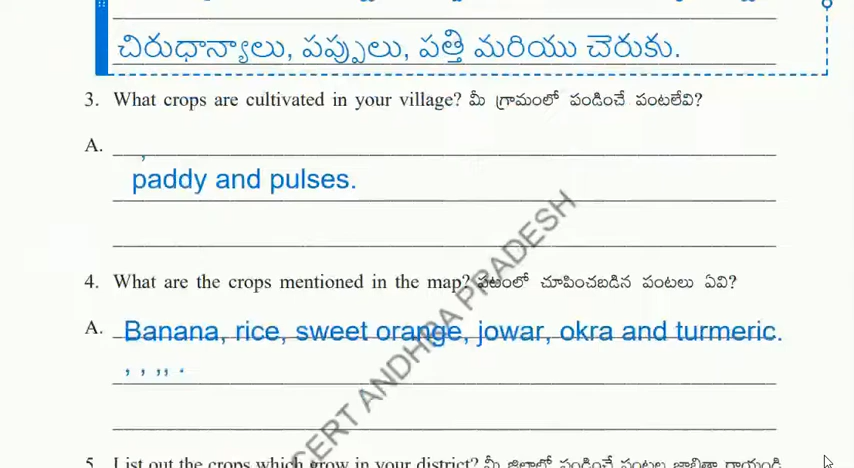 చిరుధాన్యాలు, పప్పులు, పత్తి మరియు చెరుకు.
3. What crops are cultivated in your village? మీ గ్రామంలో పండించే పంటలేవి?
A. ,
paddy and pulses.
4. What are the crops mentioned in the map? పటంలో చూపించబడిన పంటలు ఏవి?
A. Banana, rice, sweet orange, jowar, okra and turmeric.
, , ,, .
5. List out the crops which grow in your district? మీ జిల్లాలో పండించే పంటల జాబితా రాయండి
CERT ANDHRA PRADESH